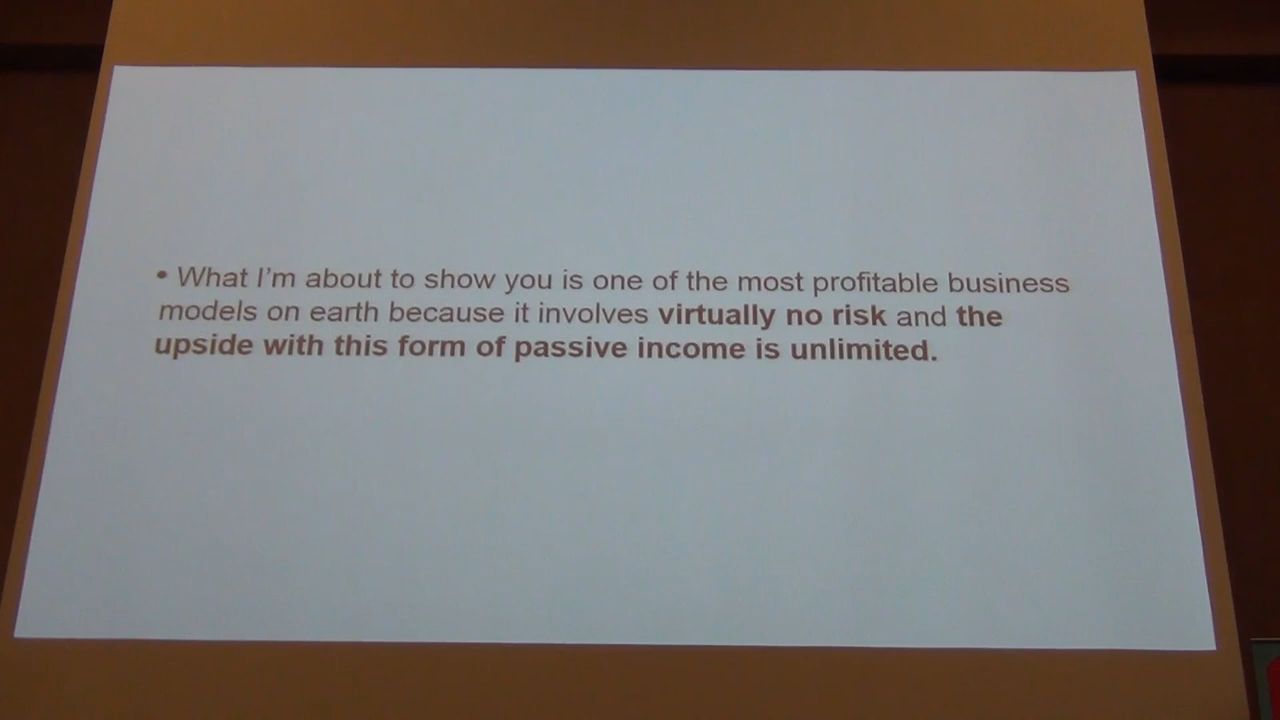 • What I'm about to show you is one of the most profitable business
models on earth because it involves virtually no risk and the
upside with this form of passive income is unlimited.